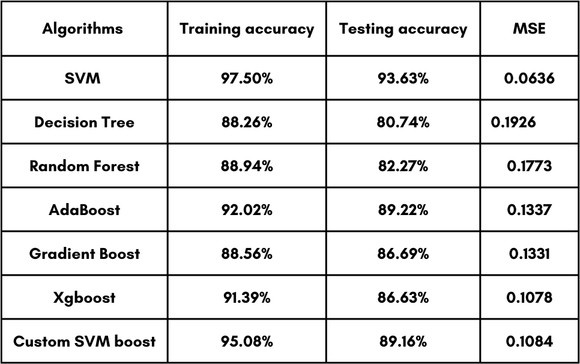 Algorithms Training accuracy Testing accuracy MSE
SVM 97.50% 93.63% 0.0636
Decision Tree 88.26% 80.74% 0.1926
Random Forest 88.94% 82.27% 0.1773
AdaBoost 92.02% 89.22% 0.1337
Gradient Boost 88.56% 86.69% 0.1331
Xgboost 91.39% 86.63% 0.1078
Custom SVM boost 95.08% 89.16% 0.1084